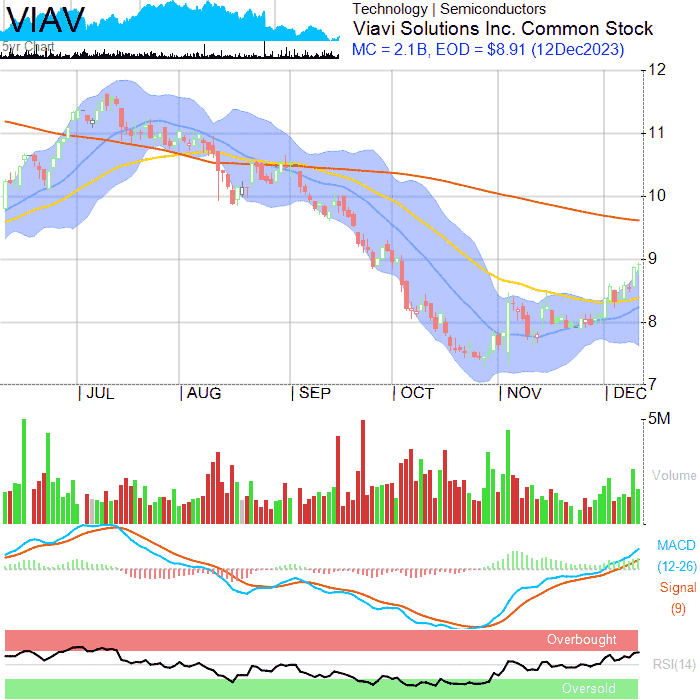 VIAV
5yr Chart
Technology | Semiconductors
Viavi Solutions Inc. Common Stock
MC = 2.1B, EOD = $8.91 (12Dec2023)
12
11
10
9
8
7
| JUL | AUG | SEP | OCT | NOV | DEC
5M
Volume
MACD
(12-26)
Signal
(9)
Overbought
RSI(14)
Oversold